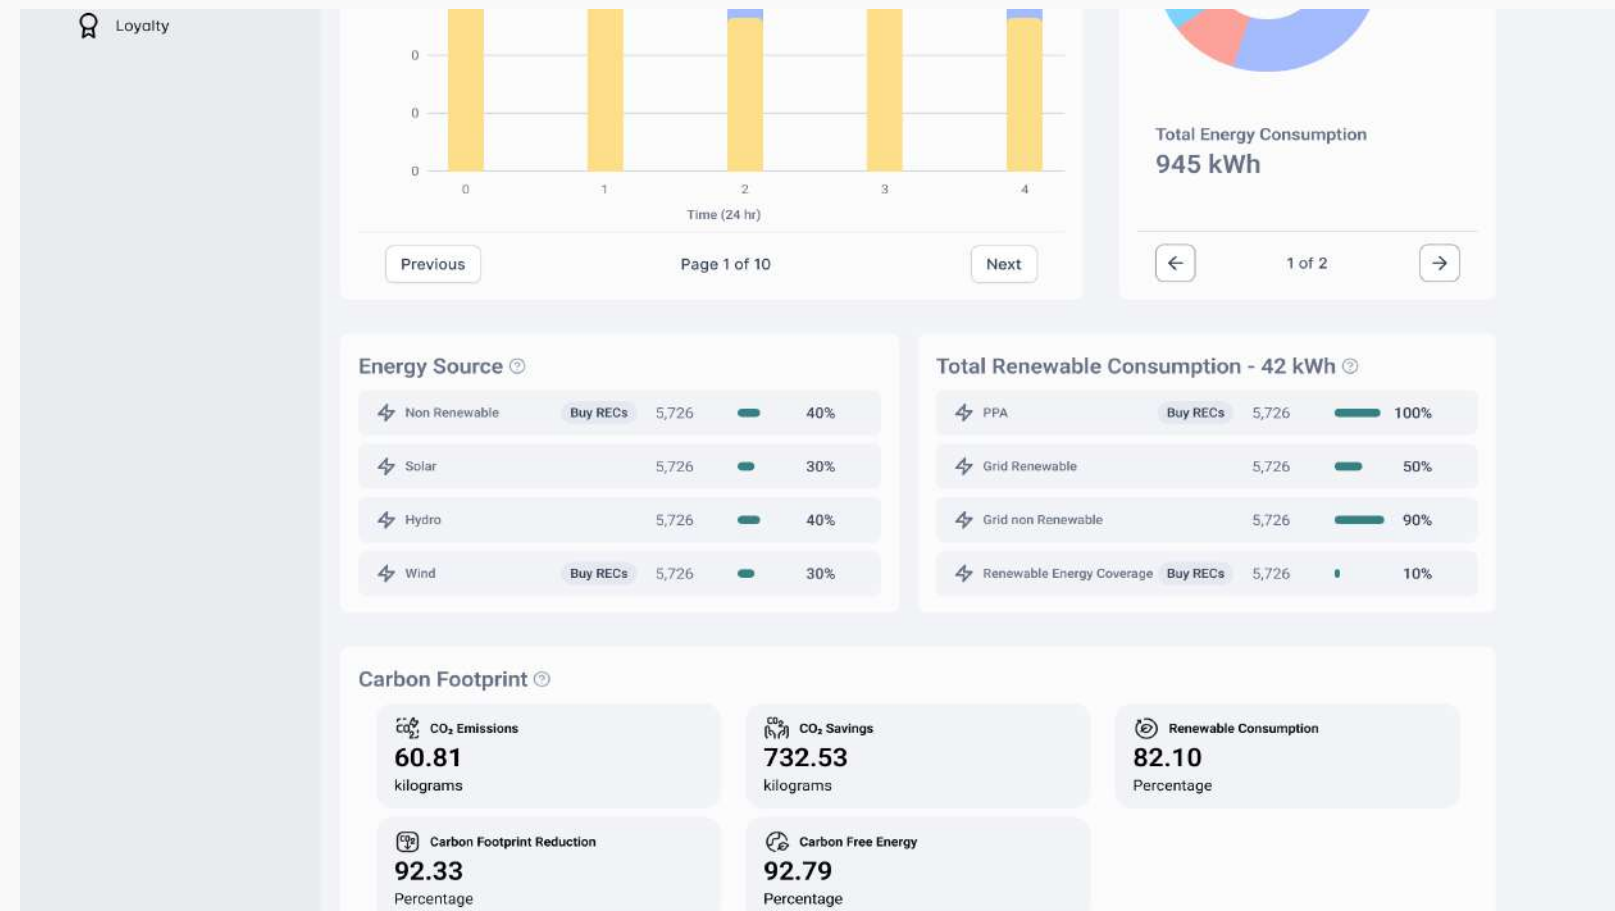 Loyalty
0
0
0
0 1 2 3 4
Time (24 hr)
Previous Page 1 of 10 Next
Total Energy Consumption
945 kWh
1 of 2
Energy Source
Non Renewable Buy RECs 5,726 40%
Solar 5,726 30%
Hydro 5,726 40%
Wind Buy RECs 5,726 30%
Total Renewable Consumption - 42 kWh
PPA Buy RECs 5,726 100%
Grid Renewable 5,726 50%
Grid non Renewable 5,726 90%
Renewable Energy Coverage Buy RECs 5,726 10%
Carbon Footprint
CO₂ Emissions
60.81
kilograms
CO₂ Savings
732.53
kilograms
Renewable Consumption
82.10
Percentage
Carbon Footprint Reduction
92.33
Percentage
Carbon Free Energy
92.79
Percentage